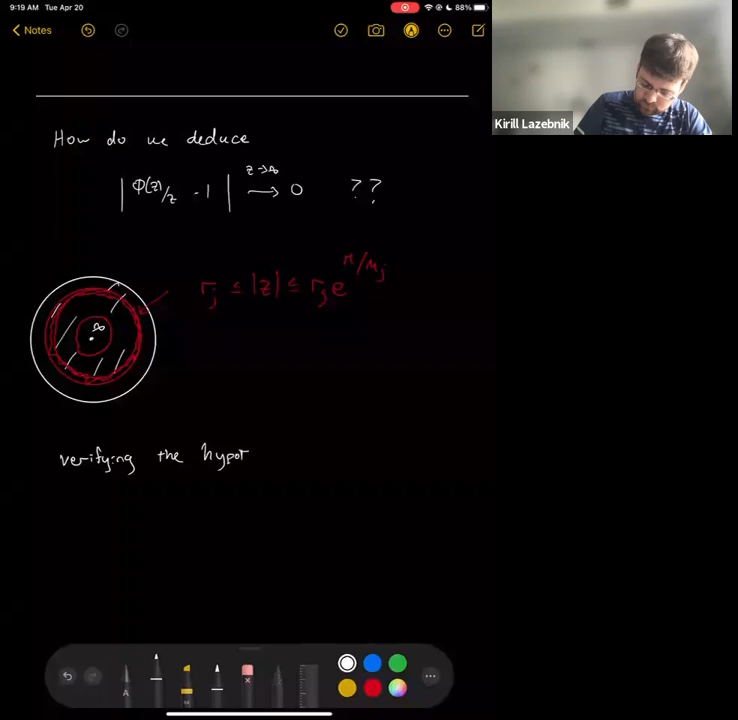 9:19 AM Tue Apr 20
88%
Notes
Kirill Lazebnik
How do we deduce
| Φ(z)/z - 1 | → 0 ??
z→∞
r_j ≤ |z| ≤ r_j e^{π/M_j}
∞
verifying the hypot
A